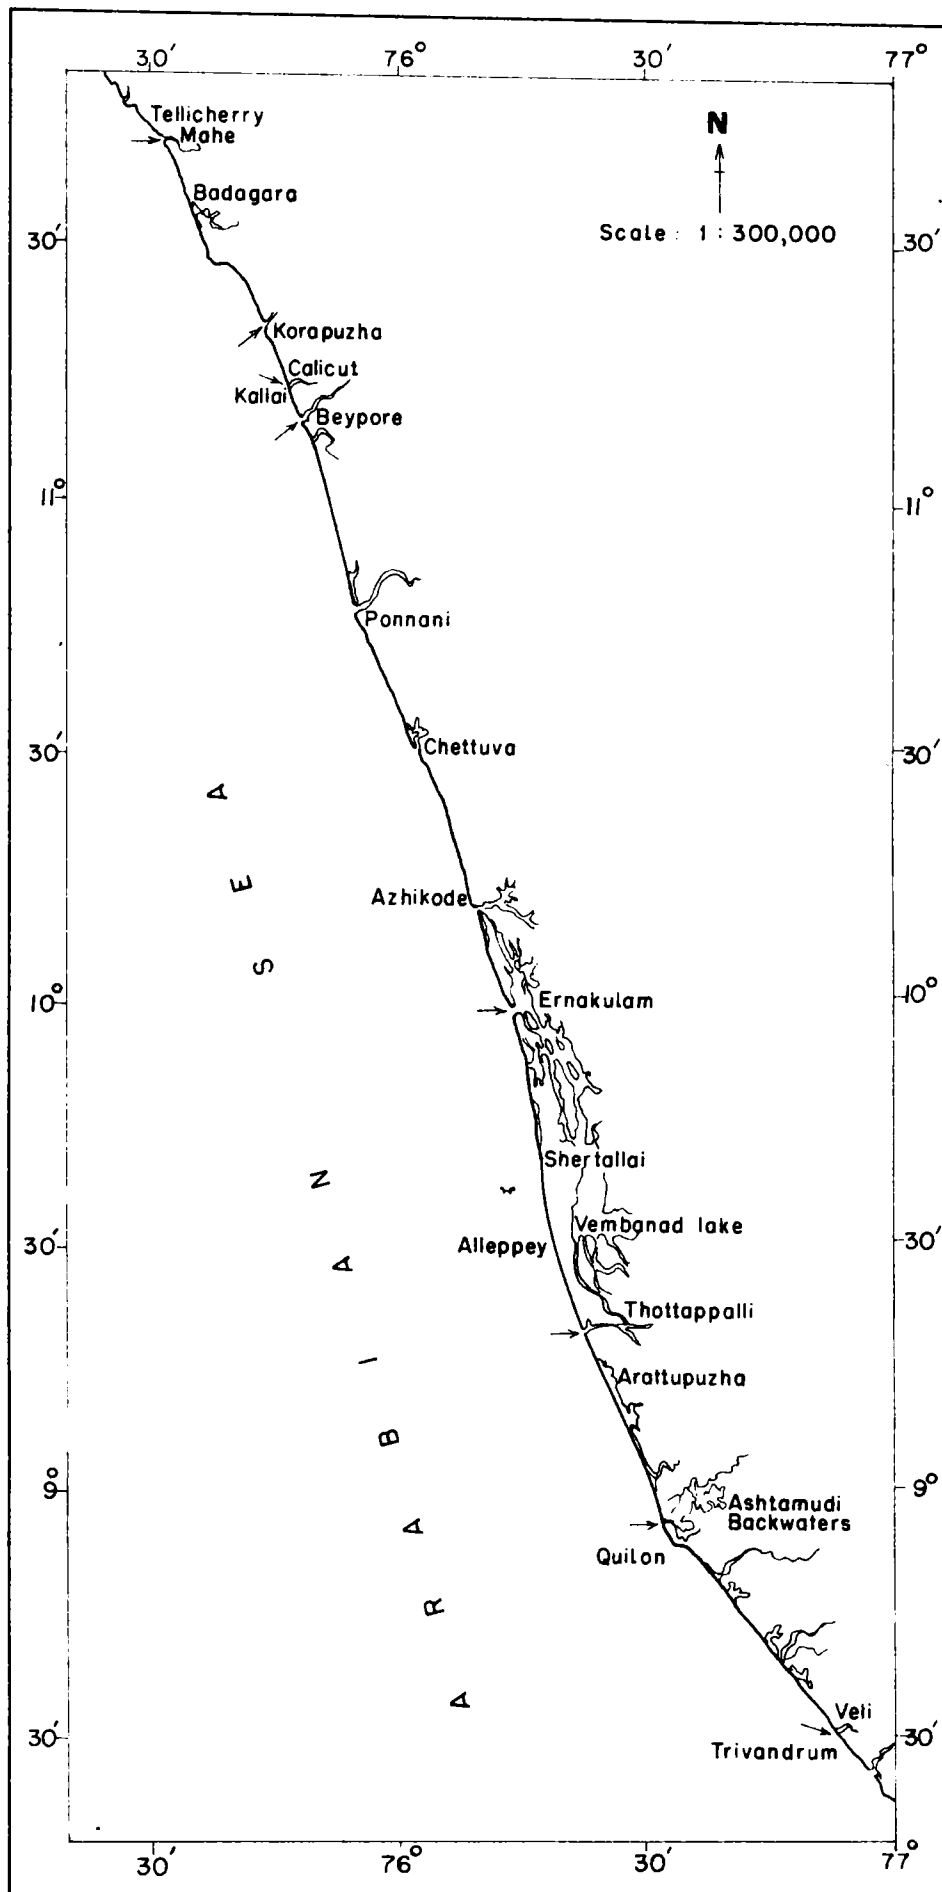 30′ 76° 30′ 77°
Tellicherry
Mahe
N
Badagara
Scale : 1 : 300,000
30′ 30′
Korapuzha
Calicut
Kallai
Beypore
11° 11°
Ponnani
30′ 30′
Chettuva
Azhikode
10° 10°
Ernakulam
Shertallai
Vembanad lake
Alleppey
30′ 30′
Thottappalli
Arattupuzha
9° 9°
Ashtamudi
Backwaters
Quilon
Veli
30′ 30′
Trivandrum
ARABIAN SEA
30′ 76° 30′ 77°